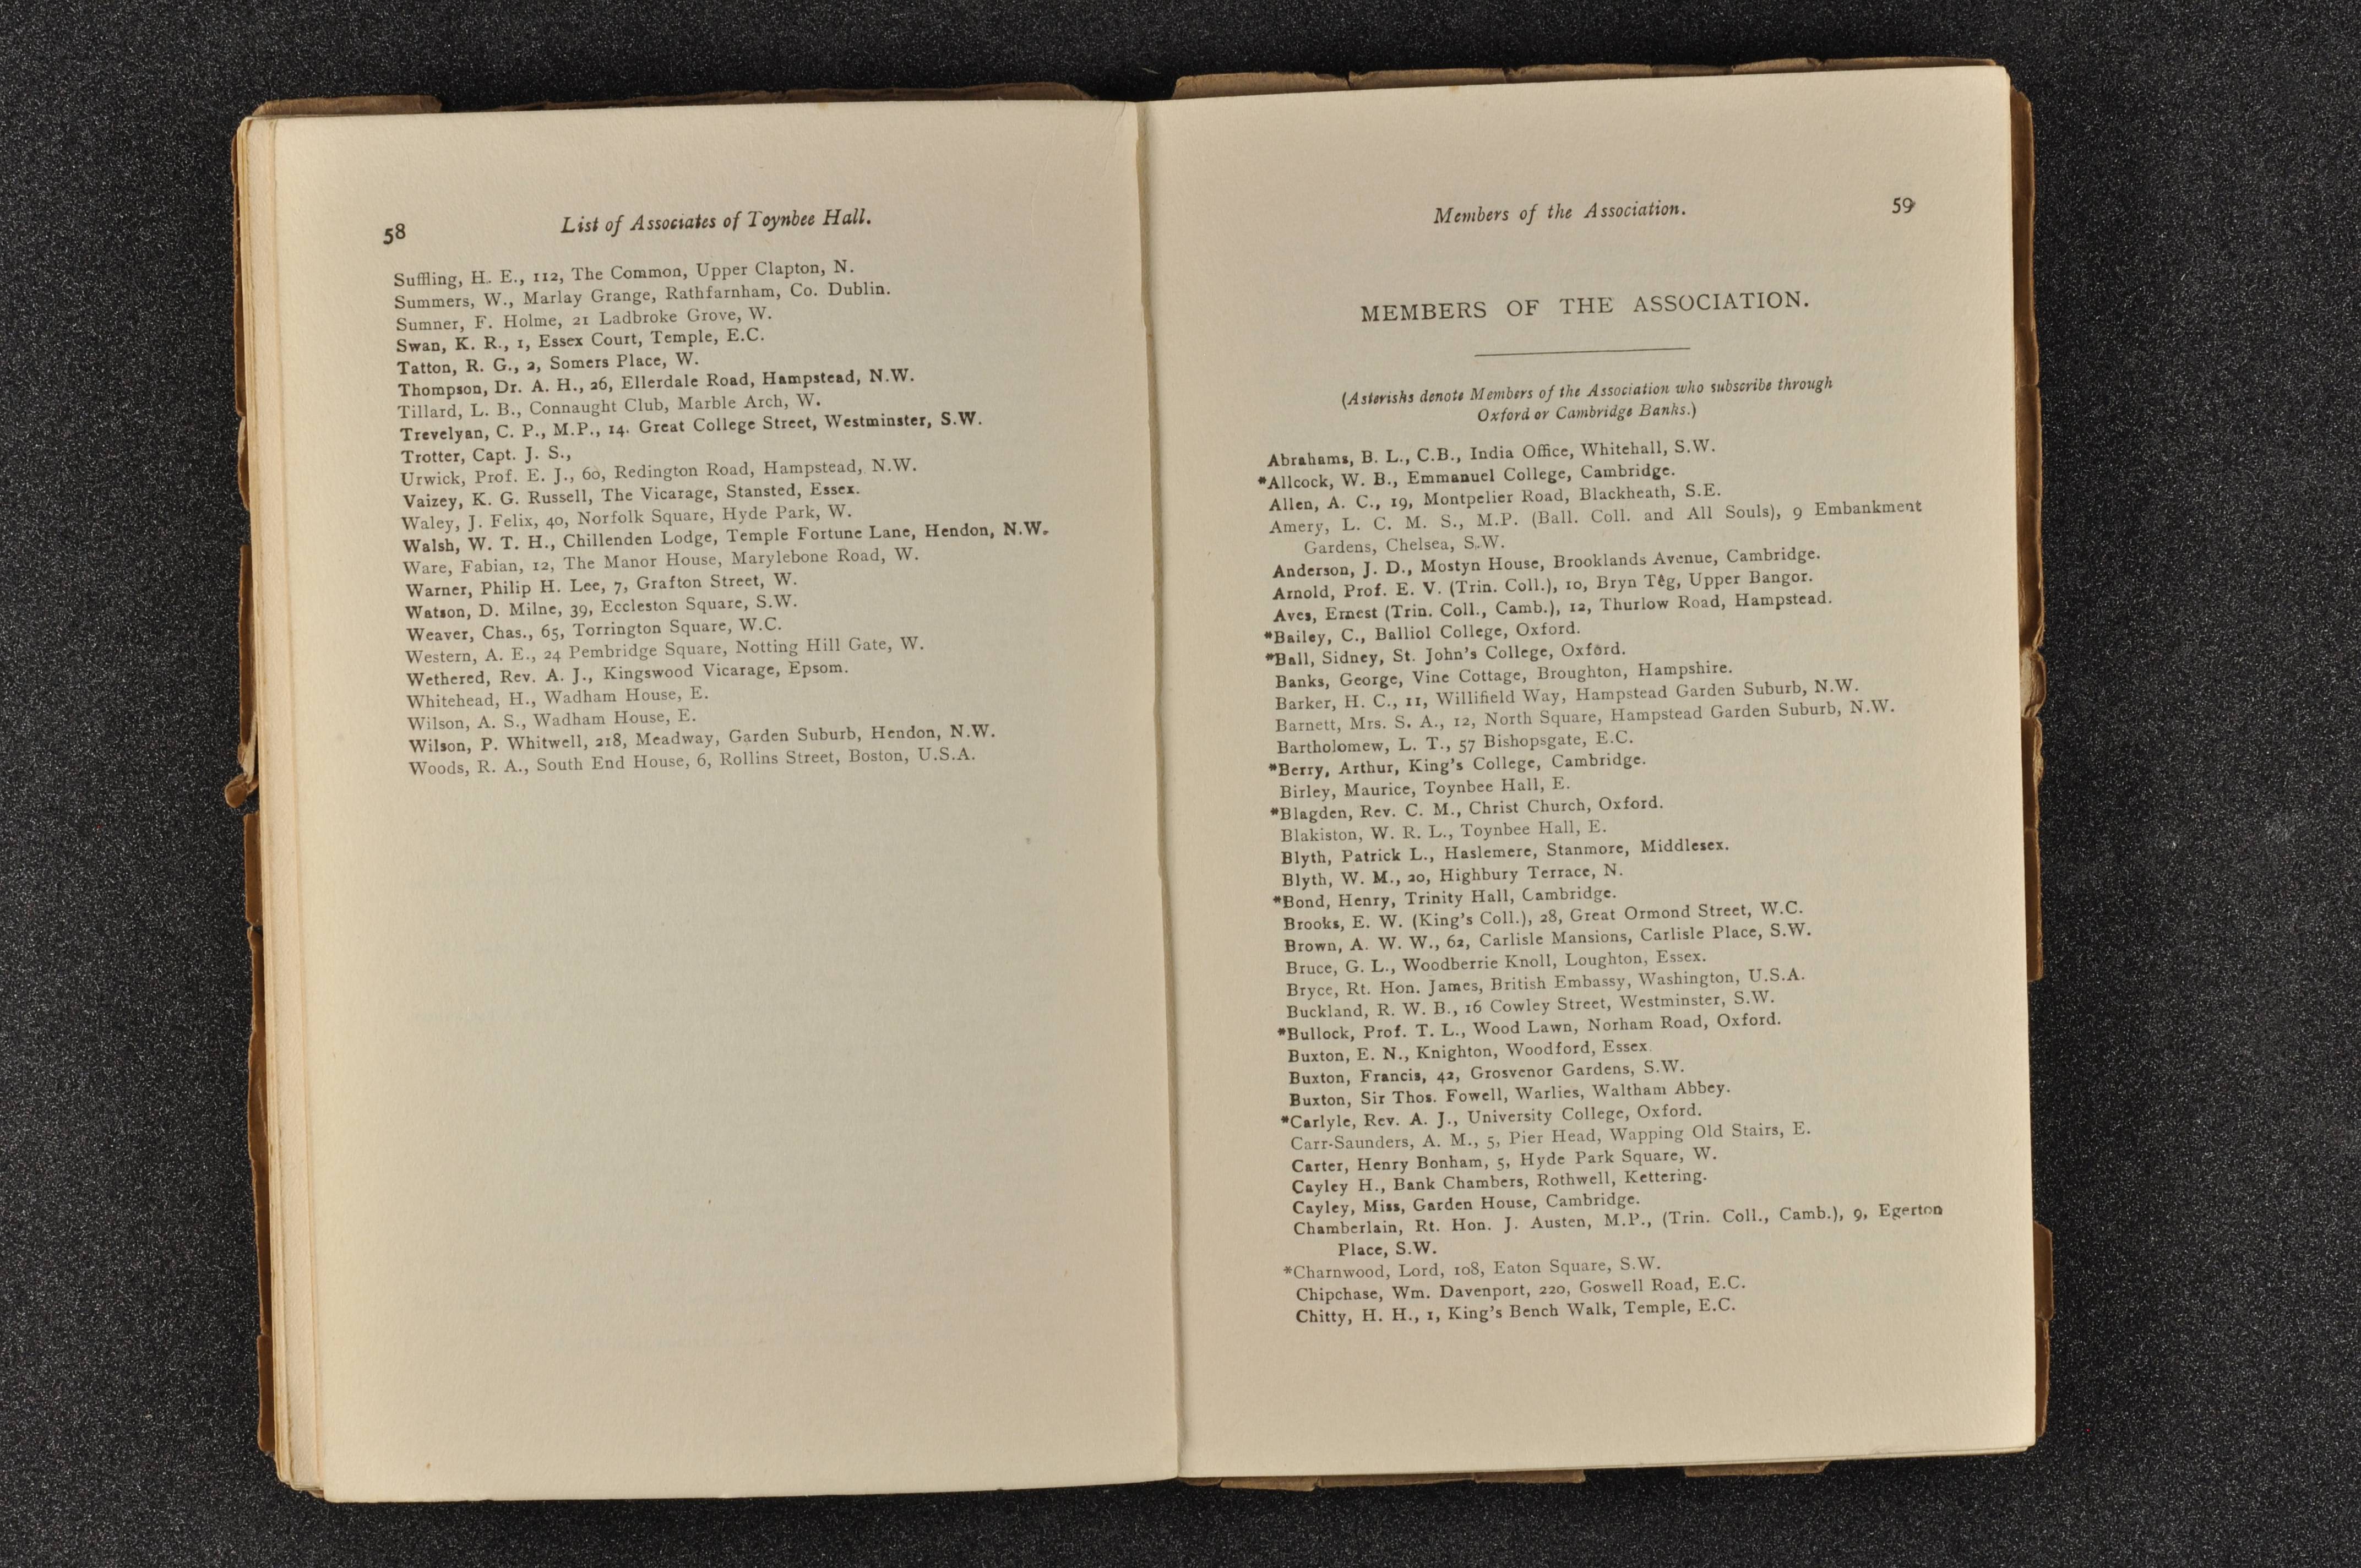 58
List of Associates of Toynbee Hall.
Suffling, H. E., 112, The Common, Upper Clapton, N.
Summers, W., Marlay Grange, Rathfarnham, Co. Dublin.
Sumner, F. Holme, 21 Ladbroke Grove, W.
Swan, K. R., 1, Essex Court, Temple, E.C.
Tatton, R. G., 2, Somers Place, W.
Thompson, Dr. A. H., 26, Ellerdale Road, Hampstead, N.W.
Tillard, L. B., Connaught Club, Marble Arch, W.
Trevelyan, C. P., M.P., 14. Great College Street, Westminster, S.W.
Trotter, Capt. J. S.,
Urwick, Prof. E. J., 60, Redington Road, Hampstead, N.W.
Vaizey, K. G. Russell, The Vicarage, Stansted, Essex.
Waley, J. Felix, 40, Norfolk Square, Hyde Park, W.
Walsh, W. T. H., Chillenden Lodge, Temple Fortune Lane, Hendon, N.W.
Ware, Fabian, 12, The Manor House, Marylebone Road, W.
Warner, Philip H. Lee, 7, Grafton Street, W.
Watson, D. Milne, 39, Eccleston Square, S.W.
Weaver, Chas., 65, Torrington Square, W.C.
Western, A. E., 24 Pembridge Square, Notting Hill Gate, W.
Wethered, Rev. A. J., Kingswood Vicarage, Epsom.
Whitehead, H., Wadham House, E.
Wilson, A. S., Wadham House, E.
Wilson, P. Whitwell, 218, Meadway, Garden Suburb, Hendon, N.W.
Woods, R. A., South End House, 6, Rollins Street, Boston, U.S.A.
Members of the Association.
59
MEMBERS OF THE ASSOCIATION.
(Asterisks denote Members of the Association who subscribe through
Oxford or Cambridge Banks.)
Abrahams, B. L., C.B., India Office, Whitehall, S.W.
*Allcock, W. B., Emmanuel College, Cambridge.
Allen, A. C., 19, Montpelier Road, Blackheath, S.E.
Amery, L. C. M. S., M.P. (Ball. Coll. and All Souls), 9 Embankment
Gardens, Chelsea, S.W.
Anderson, J. D., Mostyn House, Brooklands Avenue, Cambridge.
Arnold, Prof. E. V. (Trin. Coll.), 10, Bryn Têg, Upper Bangor.
Aves, Ernest (Trin. Coll., Camb.), 12, Thurlow Road, Hampstead.
*Bailey, C., Balliol College, Oxford.
*Ball, Sidney, St. John's College, Oxford.
Banks, George, Vine Cottage, Broughton, Hampshire.
Barker, H. C., 11, Willifield Way, Hampstead Garden Suburb, N.W.
Barnett, Mrs. S. A., 12, North Square, Hampstead Garden Suburb, N.W.
Bartholomew, L. T., 57 Bishopsgate, E.C.
*Berry, Arthur, King's College, Cambridge.
Birley, Maurice, Toynbee Hall, E.
*Blagden, Rev. C. M., Christ Church, Oxford.
Blakiston, W. R. L., Toynbee Hall, E.
Blyth, Patrick L., Haslemere, Stanmore, Middlesex.
Blyth, W. M., 20, Highbury Terrace, N.
*Bond, Henry, Trinity Hall, Cambridge.
Brooks, E. W. (King's Coll.), 28, Great Ormond Street, W.C.
Brown, A. W. W., 62, Carlisle Mansions, Carlisle Place, S.W.
Bruce, G. L., Woodberrie Knoll, Loughton, Essex.
Bryce, Rt. Hon. James, British Embassy, Washington, U.S.A.
Buckland, R. W. B., 16 Cowley Street, Westminster, S.W.
*Bullock, Prof. T. L., Wood Lawn, Norham Road, Oxford.
Buxton, E. N., Knighton, Woodford, Essex.
Buxton, Francis, 42, Grosvenor Gardens, S.W.
Buxton, Sir Thos. Fowell, Warlies, Waltham Abbey.
*Carlyle, Rev. A. J., University College, Oxford.
Carr-Saunders, A. M., 5, Pier Head, Wapping Old Stairs, E.
Carter, Henry Bonham, 5, Hyde Park Square, W.
Cayley H., Bank Chambers, Rothwell, Kettering.
Cayley, Miss, Garden House, Cambridge.
Chamberlain, Rt. Hon. J. Austen, M.P., (Trin. Coll., Camb.), 9, Egerton
Place, S.W.
*Charnwood, Lord, 108, Eaton Square, S.W.
Chipchase, Wm. Davenport, 220, Goswell Road, E.C.
Chitty, H. H., 1, King's Bench Walk, Temple, E.C.